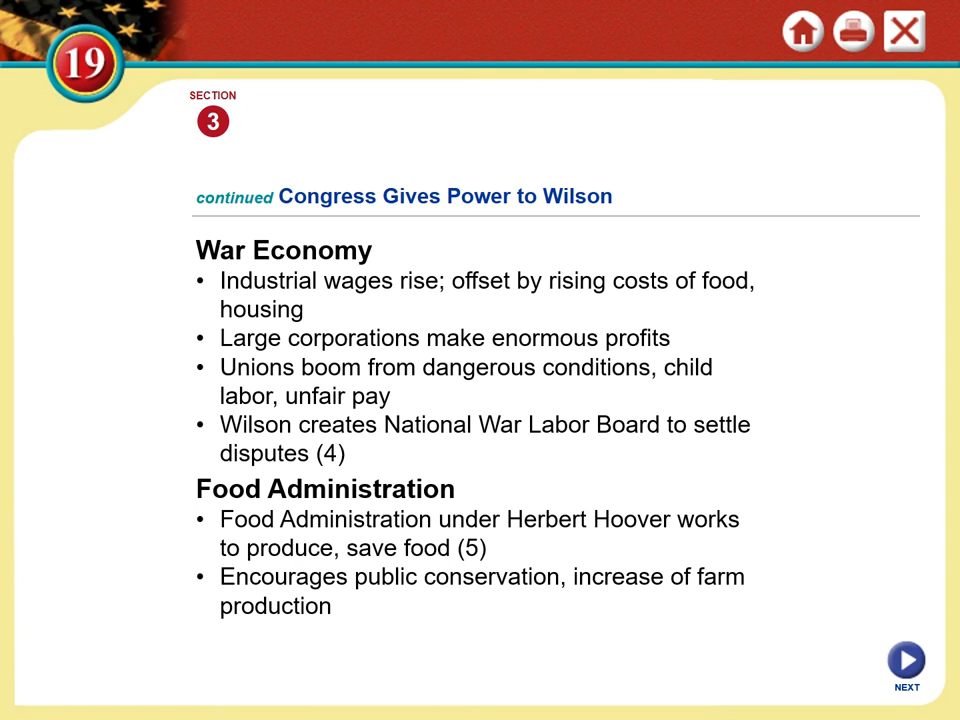 19
SECTION
3
continued Congress Gives Power to Wilson
War Economy
• Industrial wages rise; offset by rising costs of food,
housing
• Large corporations make enormous profits
• Unions boom from dangerous conditions, child
labor, unfair pay
• Wilson creates National War Labor Board to settle
disputes (4)
Food Administration
• Food Administration under Herbert Hoover works
to produce, save food (5)
• Encourages public conservation, increase of farm
production
NEXT